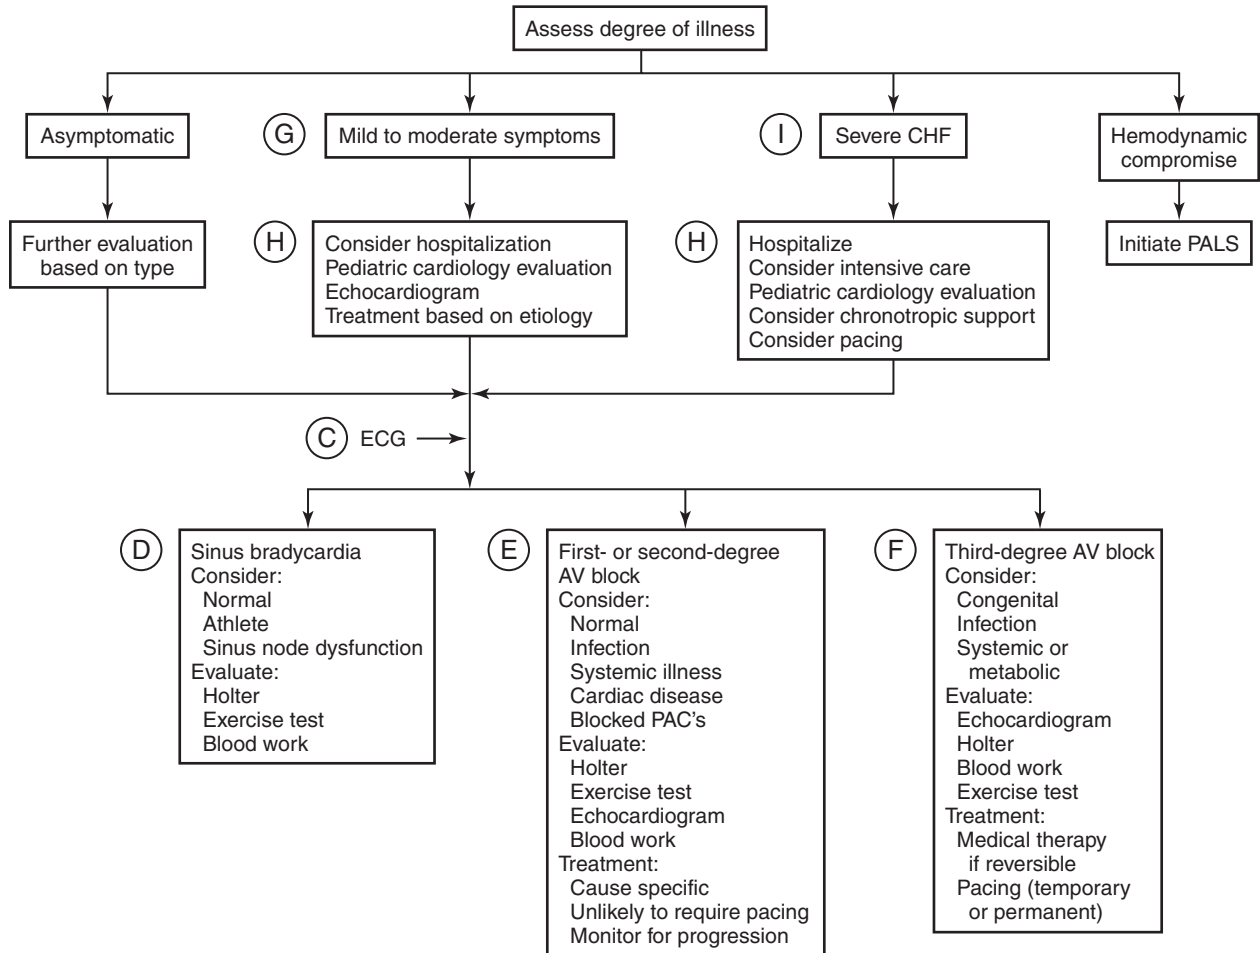 Assess degree of illness
Asymptomatic
G
Mild to moderate symptoms
I
Severe CHF
Hemodynamic
compromise
Further evaluation
based on type
H
Consider hospitalization
Pediatric cardiology evaluation
Echocardiogram
Treatment based on etiology
H
Hospitalize
Consider intensive care
Pediatric cardiology evaluation
Consider chronotropic support
Consider pacing
Initiate PALS
C ECG
D
Sinus bradycardia
Consider:
Normal
Athlete
Sinus node dysfunction
Evaluate:
Holter
Exercise test
Blood work
E
First- or second-degree
AV block
Consider:
Normal
Infection
Systemic illness
Cardiac disease
Blocked PAC's
Evaluate:
Holter
Exercise test
Echocardiogram
Blood work
Treatment:
Cause specific
Unlikely to require pacing
Monitor for progression
F
Third-degree AV block
Consider:
Congenital
Infection
Systemic or
metabolic
Evaluate:
Echocardiogram
Holter
Blood work
Exercise test
Treatment:
Medical therapy
if reversible
Pacing (temporary
or permanent)